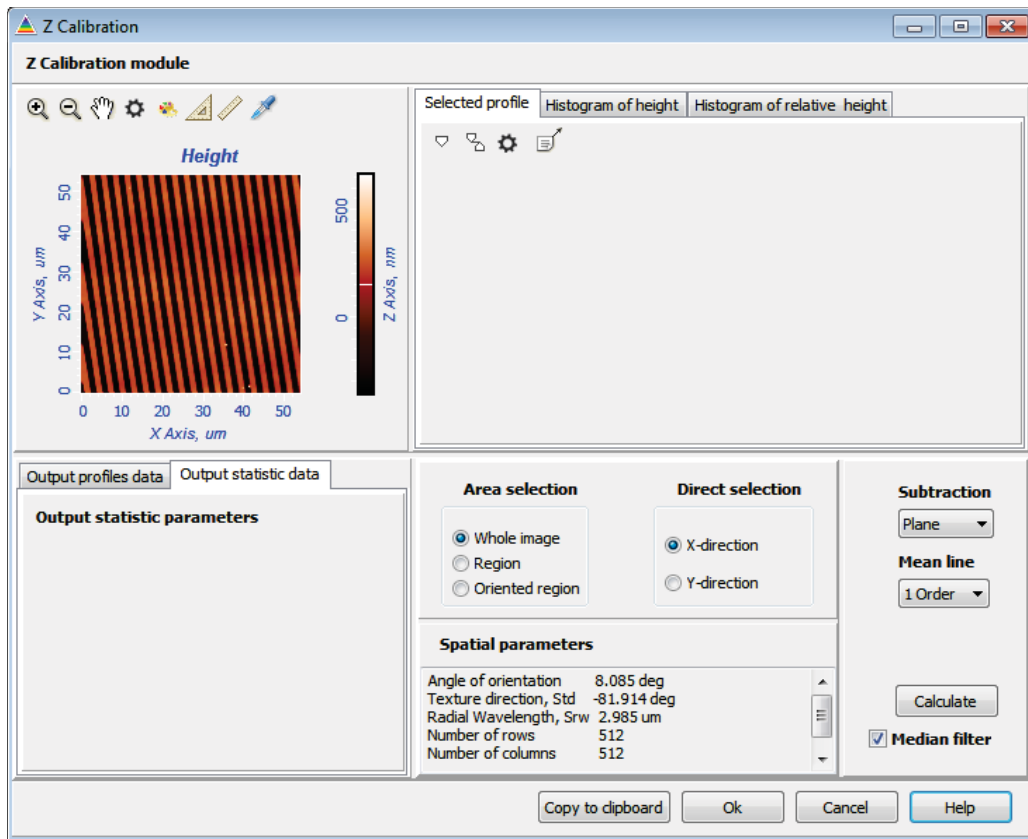 Z Calibration
Z Calibration module
Height
50
40
30
20
10
0
Y Axis, um
0 10 20 30 40 50
X Axis, um
500
0
Z Axis, nm
Selected profile Histogram of height Histogram of relative height
Output profiles data Output statistic data
Output statistic parameters
Area selection
Whole image
Region
Oriented region
Direct selection
X-direction
Y-direction
Spatial parameters
Angle of orientation 8.085 deg
Texture direction, Std -81.914 deg
Radial Wavelength, Srw 2.985 um
Number of rows 512
Number of columns 512
Subtraction
Plane
Mean line
1 Order
Calculate
Median filter
Copy to clipboard Ok Cancel Help